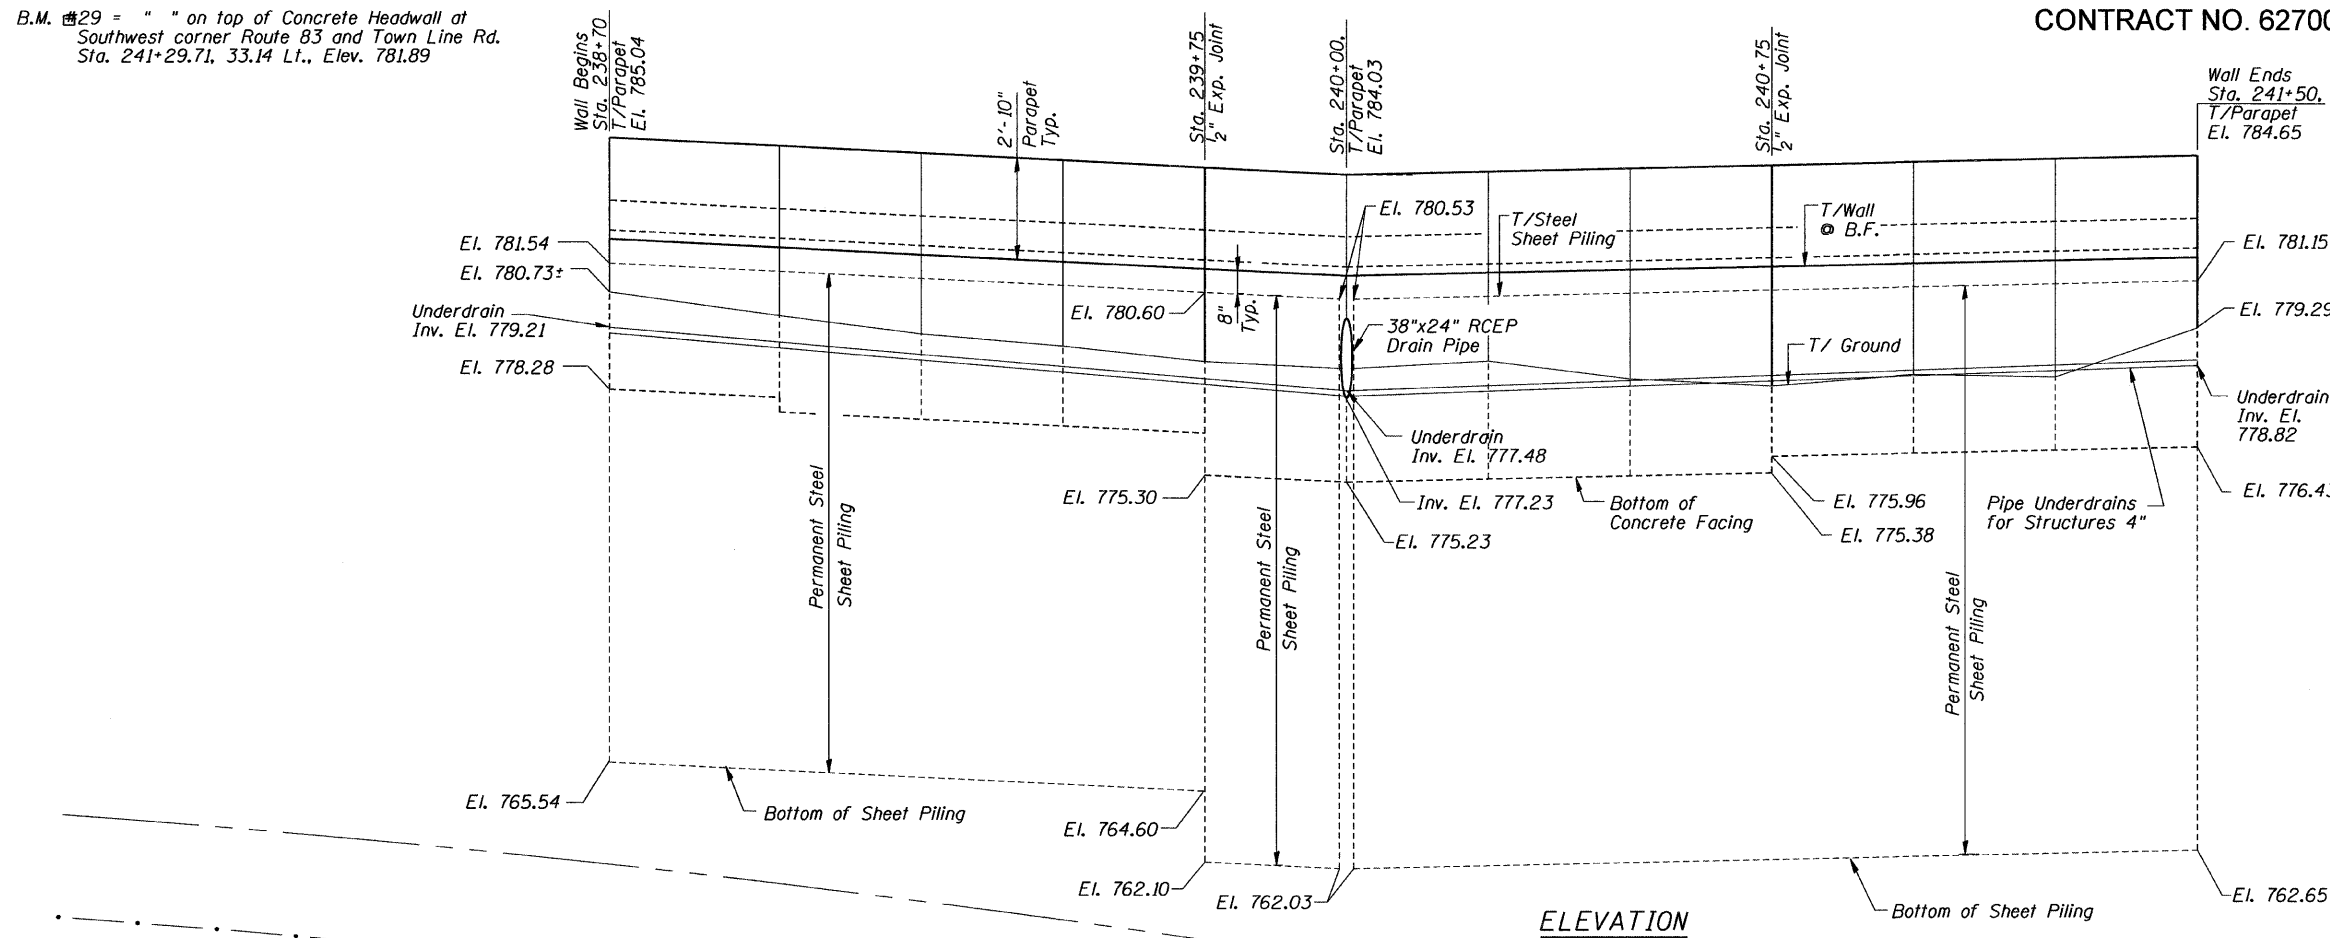 B.M. #29 = " " on top of Concrete Headwall at
Southwest corner Route 83 and Town Line Rd.
Sta. 241+29.71, 33.14 Lt., Elev. 781.89
CONTRACT NO. 62700
Wall Begins
Sta. 238+70
T/Parapet
El. 785.04
2'-10"
Parapet
Typ.
Sta. 239+75
1/2" Exp. Joint
Sta. 240+00,
T/Parapet
El. 784.03
Sta. 240+75
1/2" Exp. Joint
Wall Ends
Sta. 241+50,
T/Parapet
El. 784.65
El. 781.54
El. 780.73±
Underdrain
Inv. El. 779.21
El. 778.28
El. 780.60
8"
Typ.
El. 780.53
T/Steel
Sheet Piling
T/Wall
@ B.F.
El. 781.15
El. 779.29
38"x24" RCEP
Drain Pipe
T/ Ground
Underdrain
Inv. El.
778.82
Underdrain
Inv. El. 777.48
El. 775.30
Inv. El. 777.23
El. 775.23
Bottom of
Concrete Facing
El. 775.96
El. 775.38
Pipe Underdrains
for Structures 4"
El. 776.43
Permanent Steel
Sheet Piling
Permanent Steel
Sheet Piling
Permanent Steel
Sheet Piling
El. 765.54
Bottom of Sheet Piling
El. 764.60
El. 762.10
El. 762.03
El. 762.65
Bottom of Sheet Piling
ELEVATION